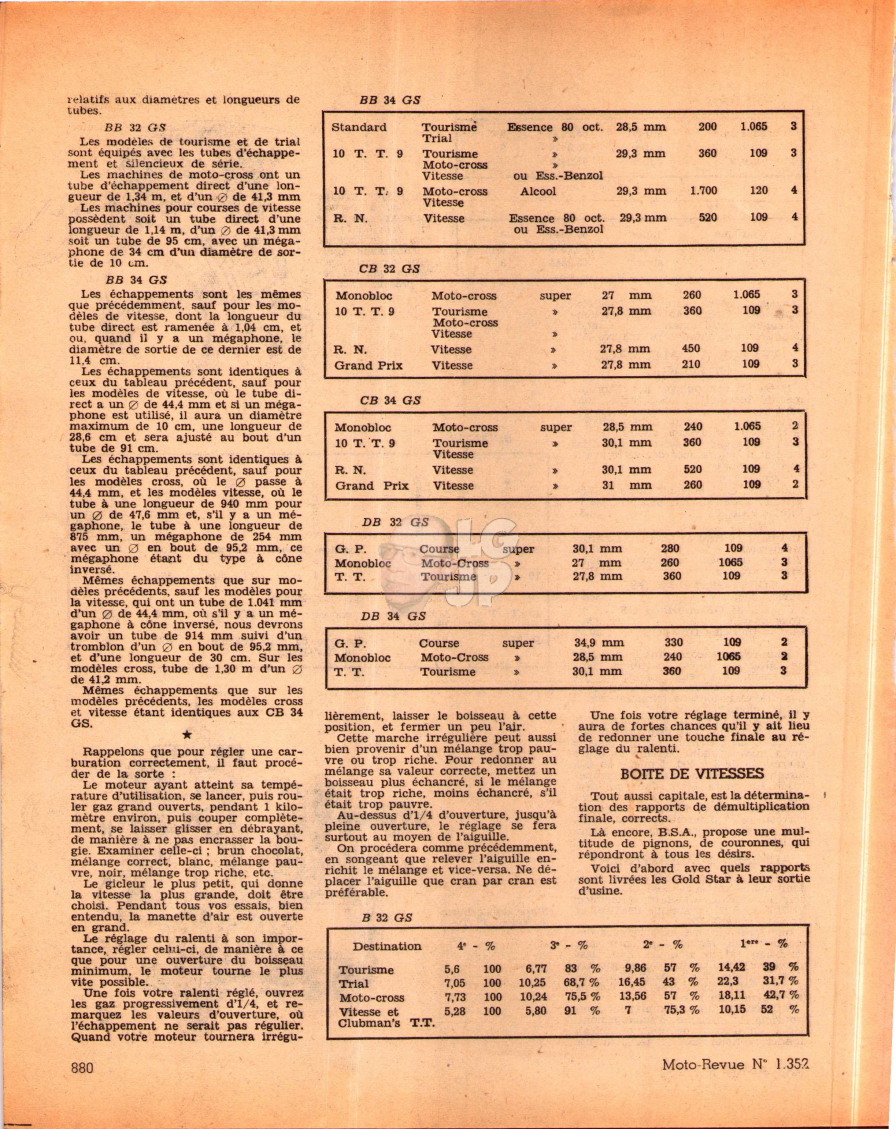 relatifs aux diamètres et longueurs de
tubes.
BB 32 GS
Les modèles de tourisme et de trial
sont équipés avec les tubes d'échappe-
ment et silencieux de série.
Les machines de moto-cross ont un
tube d'échappement direct d'une lon-
gueur de 1,34 m, et d'un ∅ de 41,3 mm
Les machines pour courses de vitesse
possèdent soit un tube direct d'une
longueur de 1,14 m, d'un ∅ de 41,3 mm
soit un tube de 95 cm, avec un méga-
phone de 34 cm d'un diamètre de sor-
tie de 10 cm.
BB 34 GS
Les échappements sont les mêmes
que précédemment, sauf pour les mo-
dèles de vitesse, dont la longueur du
tube direct est ramenée à 1,04 cm, et
ou, quand il y a un mégaphone, le
diamètre de sortie de ce dernier est de
11,4 cm.
Les échappements sont identiques à
ceux du tableau précédent, sauf pour
les modèles de vitesse, où le tube di-
rect a un ∅ de 44,4 mm et si un méga-
phone est utilisé, il aura un diamètre
maximum de 10 cm, une longueur de
28,6 cm et sera ajusté au bout d'un
tube de 91 cm.
Les échappements sont identiques à
ceux du tableau précédent, sauf pour
les modèles cross, où le ∅ passe à
44,4 mm, et les modèles vitesse, où le
tube à une longueur de 940 mm pour
un ∅ de 47,6 mm et, s'il y a un mé-
gaphone, le tube à une longueur de
875 mm, un mégaphone de 254 mm
avec un ∅ en bout de 95,2 mm, ce
mégaphone étant du type à cône
inversé.
Mêmes échappements que sur mo-
dèles précédents, sauf les modèles pour
la vitesse, qui ont un tube de 1.041 mm
d'un ∅ de 44,4 mm, où s'il y a un mé-
gaphone à cône inversé, nous devrons
avoir un tube de 914 mm suivi d'un
tromblon d'un ∅ en bout de 95,2 mm,
et d'une longueur de 30 cm. Sur les
modèles cross, tube de 1,30 m d'un ∅
de 41,2 mm.
Mêmes échappements que sur les
modèles précédents, les modèles cross
et vitesse étant identiques aux CB 34
GS.
★
Rappelons que pour régler une car-
buration correctement, il faut procé-
der de la sorte :
Le moteur ayant atteint sa tempé-
rature d'utilisation, se lancer, puis rou-
ler gaz grand ouverts, pendant 1 kilo-
mètre environ, puis couper complète-
ment, se laisser glisser en débrayant,
de manière à ne pas encrasser la bou-
gie. Examiner celle-ci ; brun chocolat,
mélange correct, blanc, mélange pau-
vre, noir, mélange trop riche, etc.
Le gicleur le plus petit, qui donne
la vitesse la plus grande, doit être
choisi. Pendant tous vos essais, bien
entendu, la manette d'air est ouverte
en grand.
Le réglage du ralenti à son impor-
tance, régler celui-ci, de manière à ce
que pour une ouverture du boisseau
minimum, le moteur tourne le plus
vite possible.
Une fois votre ralenti réglé, ouvrez
les gaz progressivement d'1/4, et re-
marquez les valeurs d'ouverture, où
l'échappement ne serait pas régulier.
Quand votre moteur tournera irrégu-
BB 34 GS
Standard Tourisme Essence 80 oct. 28,5 mm 200 1.065 3
Trial »
10 T. T. 9 Tourisme » 29,3 mm 360 109 3
Moto-cross »
Vitesse ou Ess.-Benzol
10 T. T. 9 Moto-cross Alcool 29,3 mm 1.700 120 4
Vitesse
R. N. Vitesse Essence 80 oct. 29,3 mm 520 109 4
ou Ess.-Benzol
CB 32 GS
Monobloc Moto-cross super 27 mm 260 1.065 3
10 T. T. 9 Tourisme » 27,8 mm 360 109 3
Moto-cross
Vitesse »
R. N. Vitesse » 27,8 mm 450 109 4
Grand Prix Vitesse » 27,8 mm 210 109 3
CB 34 GS
Monobloc Moto-cross super 28,5 mm 240 1.065 2
10 T. T. 9 Tourisme » 30,1 mm 360 109 3
Vitesse
R. N. Vitesse » 30,1 mm 520 109 4
Grand Prix Vitesse » 31 mm 260 109 2
DB 32 GS
G. P. Course super 30,1 mm 280 109 4
Monobloc Moto-Cross » 27 mm 260 1065 3
T. T. Tourisme » 27,8 mm 360 109 3
LG
JP
DB 34 GS
G. P. Course super 34,9 mm 330 109 2
Monobloc Moto-Cross » 28,5 mm 240 1065 2
T. T. Tourisme » 30,1 mm 360 109 3
lièrement, laisser le boisseau à cette
position, et fermer un peu l'air.
Cette marche irrégulière peut aussi
bien provenir d'un mélange trop pau-
vre ou trop riche. Pour redonner au
mélange sa valeur correcte, mettez un
boisseau plus échancré, si le mélange
était trop riche, moins échancré, s'il
était trop pauvre.
Au-dessus d'1/4 d'ouverture, jusqu'à
pleine ouverture, le réglage se fera
surtout au moyen de l'aiguille.
On procédera comme précédemment,
en songeant que relever l'aiguille en-
richit le mélange et vice-versa. Ne dé-
placer l'aiguille que cran par cran est
préférable.
Une fois votre réglage terminé, il y
aura de fortes chances qu'il y ait lieu
de redonner une touche finale au ré-
glage du ralenti.
BOITE DE VITESSES
Tout aussi capitale, est la détermina-
tion des rapports de démultiplication
finale, corrects.
Là encore, B.S.A., propose une mul-
titude de pignons, de couronnes, qui
répondront à tous les désirs.
Voici d'abord avec quels rapports
sont livrées les Gold Star à leur sortie
d'usine.
B 32 GS
Destination 4e - % 3e - % 2e - % 1ere - %
Tourisme 5,6 100 6,77 83 % 9,86 57 % 14,42 39 %
Trial 7,05 100 10,25 68,7 % 16,45 43 % 22,3 31,7 %
Moto-cross 7,73 100 10,24 75,5 % 13,56 57 % 18,11 42,7 %
Vitesse et 5,28 100 5,80 91 % 7 75,3 % 10,15 52 %
Clubman's T.T.
880
Moto-Revue N° 1.352